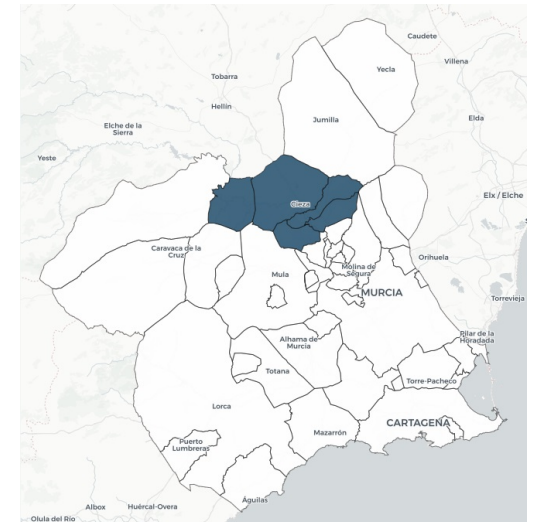 Caudete
Villena
Yecla
Tobarra
Hellín
Jumilla
Elda
Elche de la
Sierra
Yeste
Elx / Elche
Cieza
Caravaca de la
Cruz
Orihuela
Mula
Molina de
Segura
MURCIA
Torrevieja
Pilar de la
Horadada
Alhama de
Murcia
Totana
Torre-Pacheco
Lorca
CARTAGENA
Mazarrón
Puerto
Lumbreras
Águilas
Albox
Huércal-Overa
Olula del Río